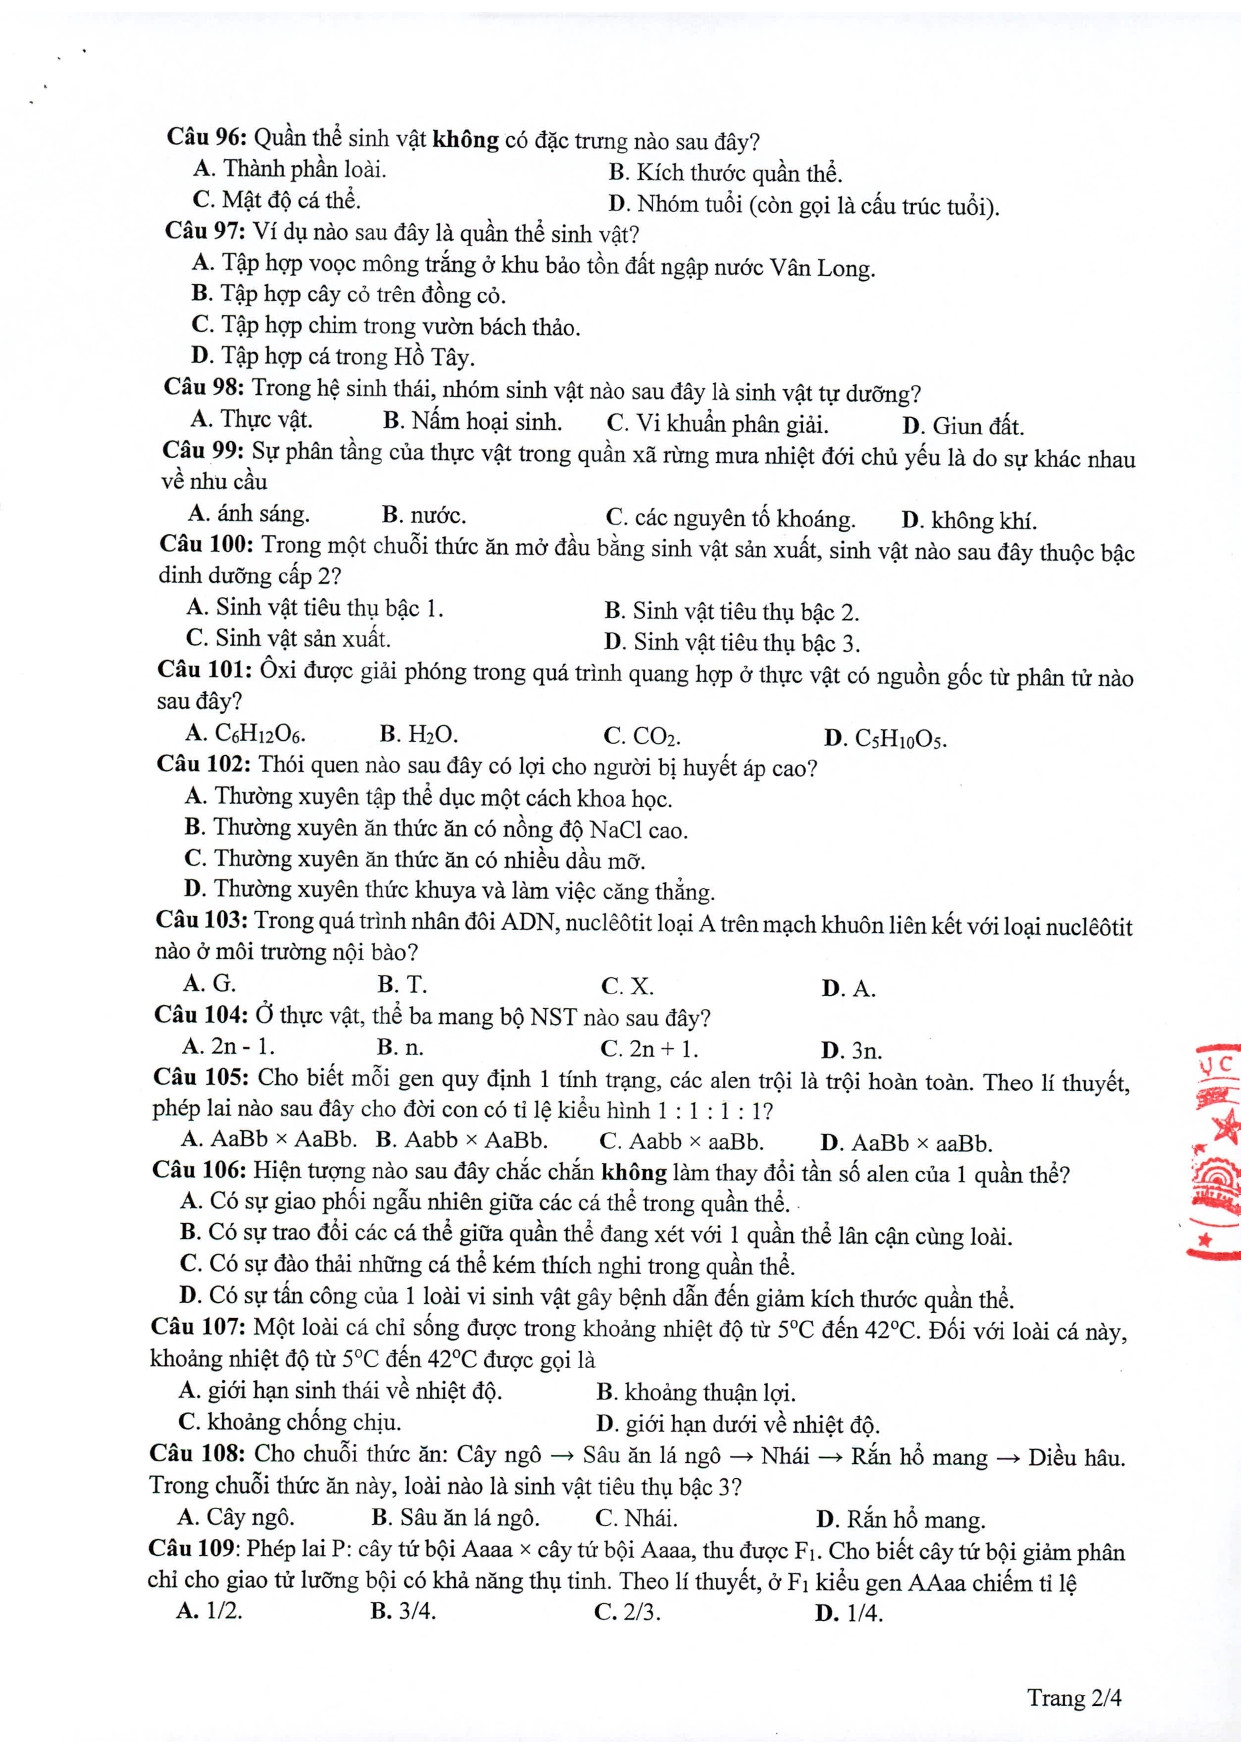 Câu 96: Quần thể sinh vật không có đặc trưng nào sau đây?
A. Thành phần loài. B. Kích thước quần thể.
C. Mật độ cá thể. D. Nhóm tuổi (còn gọi là cấu trúc tuổi).
Câu 97: Ví dụ nào sau đây là quần thể sinh vật?
A. Tập hợp voọc mông trắng ở khu bảo tồn đất ngập nước Vân Long.
B. Tập hợp cây cỏ trên đồng cỏ.
C. Tập hợp chim trong vườn bách thảo.
D. Tập hợp cá trong Hồ Tây.
Câu 98: Trong hệ sinh thái, nhóm sinh vật nào sau đây là sinh vật tự dưỡng?
A. Thực vật. B. Nấm hoại sinh. C. Vi khuẩn phân giải. D. Giun đất.
Câu 99: Sự phân tầng của thực vật trong quần xã rừng mưa nhiệt đới chủ yếu là do sự khác nhau
về nhu cầu
A. ánh sáng. B. nước. C. các nguyên tố khoáng. D. không khí.
Câu 100: Trong một chuỗi thức ăn mở đầu bằng sinh vật sản xuất, sinh vật nào sau đây thuộc bậc
dinh dưỡng cấp 2?
A. Sinh vật tiêu thụ bậc 1. B. Sinh vật tiêu thụ bậc 2.
C. Sinh vật sản xuất. D. Sinh vật tiêu thụ bậc 3.
Câu 101: Ôxi được giải phóng trong quá trình quang hợp ở thực vật có nguồn gốc từ phân tử nào
sau đây?
A. C₆H₁₂O₆. B. H₂O. C. CO₂. D. C₅H₁₀O₅.
Câu 102: Thói quen nào sau đây có lợi cho người bị huyết áp cao?
A. Thường xuyên tập thể dục một cách khoa học.
B. Thường xuyên ăn thức ăn có nồng độ NaCl cao.
C. Thường xuyên ăn thức ăn có nhiều dầu mỡ.
D. Thường xuyên thức khuya và làm việc căng thẳng.
Câu 103: Trong quá trình nhân đôi ADN, nuclêôtit loại A trên mạch khuôn liên kết với loại nuclêôtit
nào ở môi trường nội bào?
A. G. B. T. C. X. D. A.
Câu 104: Ở thực vật, thể ba mang bộ NST nào sau đây?
A. 2n - 1. B. n. C. 2n + 1. D. 3n.
Câu 105: Cho biết mỗi gen quy định 1 tính trạng, các alen trội là trội hoàn toàn. Theo lí thuyết,
phép lai nào sau đây cho đời con có tỉ lệ kiểu hình 1 : 1 : 1 : 1?
A. AaBb × AaBb. B. Aabb × AaBb. C. Aabb × aaBb. D. AaBb × aaBb.
Câu 106: Hiện tượng nào sau đây chắc chắn không làm thay đổi tần số alen của 1 quần thể?
A. Có sự giao phối ngẫu nhiên giữa các cá thể trong quần thể.
B. Có sự trao đổi các cá thể giữa quần thể đang xét với 1 quần thể lân cận cùng loài.
C. Có sự đào thải những cá thể kém thích nghi trong quần thể.
D. Có sự tấn công của 1 loài vi sinh vật gây bệnh dẫn đến giảm kích thước quần thể.
Câu 107: Một loài cá chỉ sống được trong khoảng nhiệt độ từ 5ºC đến 42ºC. Đối với loài cá này,
khoảng nhiệt độ từ 5ºC đến 42ºC được gọi là
A. giới hạn sinh thái về nhiệt độ. B. khoảng thuận lợi.
C. khoảng chống chịu. D. giới hạn dưới về nhiệt độ.
Câu 108: Cho chuỗi thức ăn: Cây ngô → Sâu ăn lá ngô → Nhái → Rắn hổ mang → Diều hâu.
Trong chuỗi thức ăn này, loài nào là sinh vật tiêu thụ bậc 3?
A. Cây ngô. B. Sâu ăn lá ngô. C. Nhái. D. Rắn hổ mang.
Câu 109: Phép lai P: cây tứ bội Aaaa × cây tứ bội Aaaa, thu được F₁. Cho biết cây tứ bội giảm phân
chỉ cho giao tử lưỡng bội có khả năng thụ tinh. Theo lí thuyết, ở F₁ kiểu gen AAaa chiếm tỉ lệ
A. 1/2. B. 3/4. C. 2/3. D. 1/4.
Trang 2/4